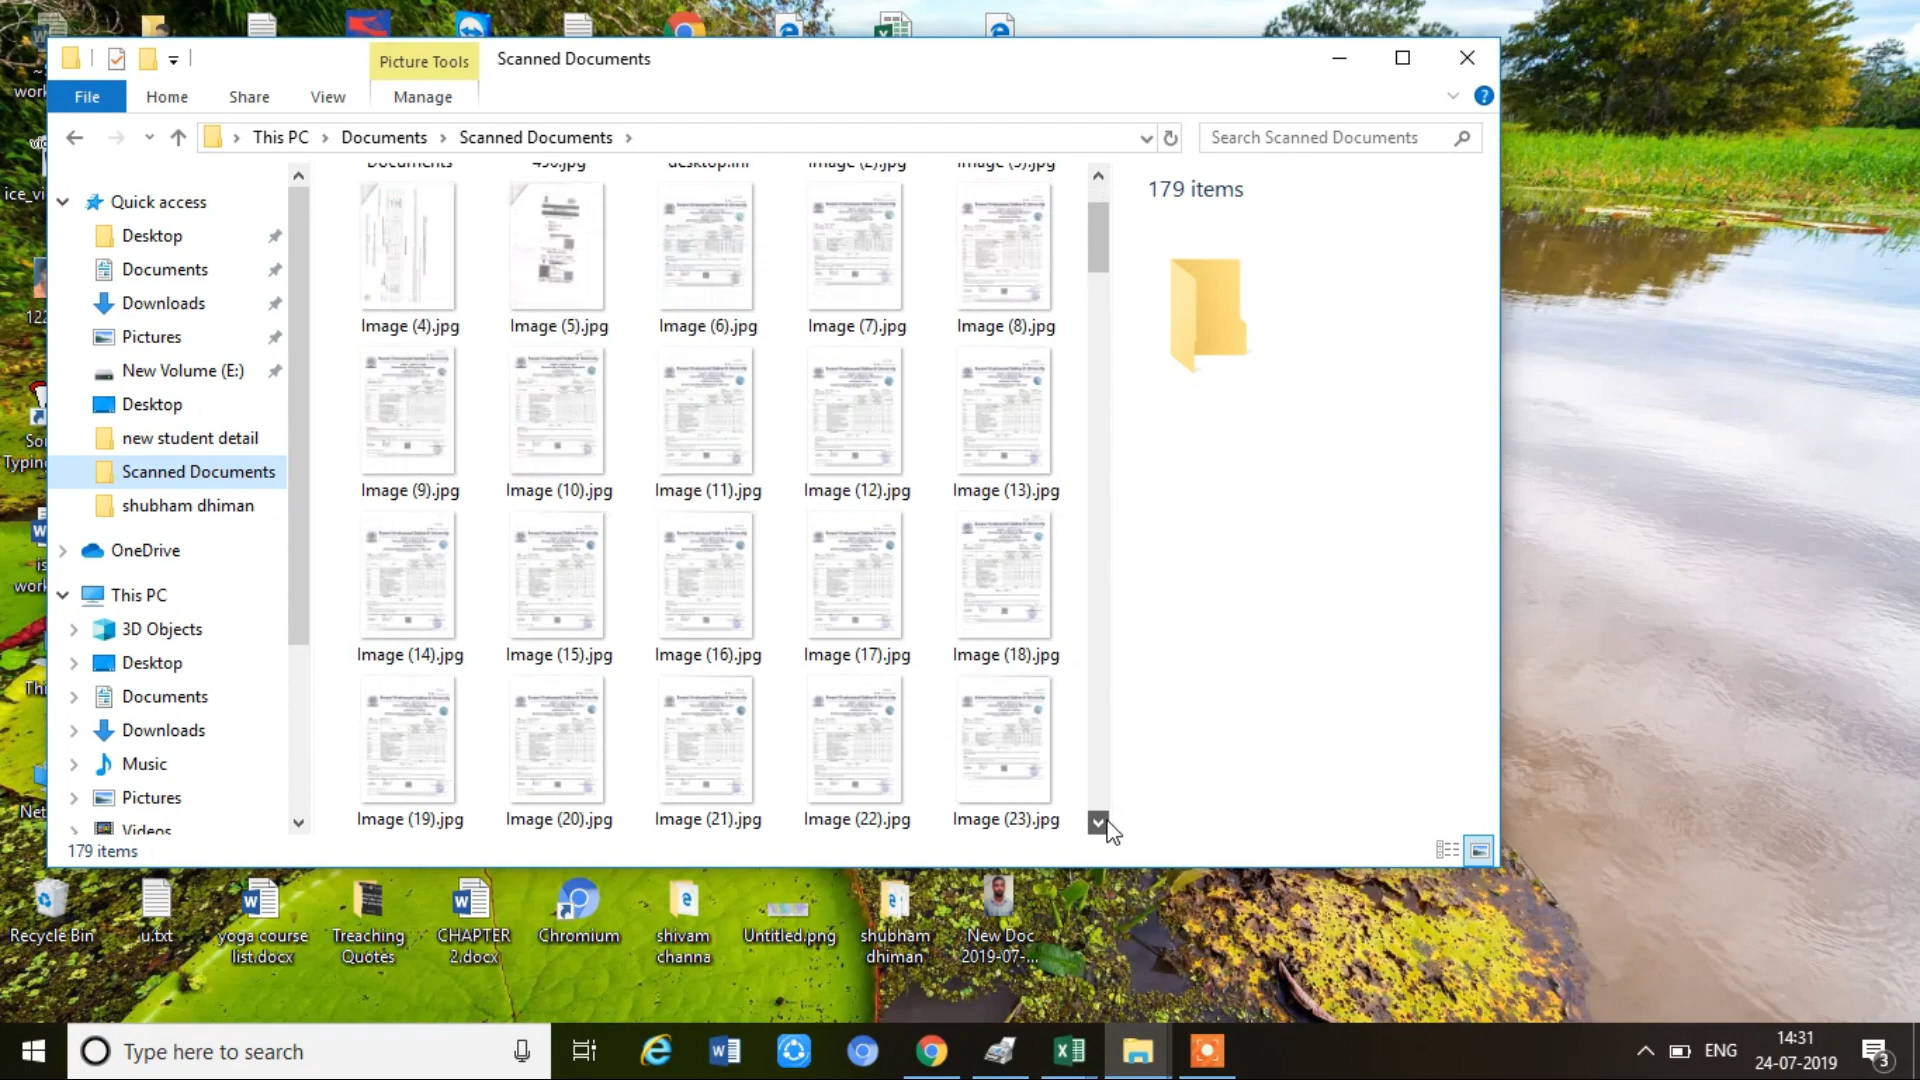 Picture Tools
Scanned Documents
File
Home
Share
View
Manage
This PC
Documents
Scanned Documents
Search Scanned Documents
Documents
desktop.ini
Image (2).jpg
Image (3).jpg
179 items
Quick access
Desktop
Documents
Downloads
Pictures
New Volume (E:)
Desktop
new student detail
Scanned Documents
shubham dhiman
OneDrive
This PC
3D Objects
Desktop
Documents
Downloads
Music
Pictures
Videos
Image (4).jpg
Image (5).jpg
Image (6).jpg
Image (7).jpg
Image (8).jpg
Image (9).jpg
Image (10).jpg
Image (11).jpg
Image (12).jpg
Image (13).jpg
Image (14).jpg
Image (15).jpg
Image (16).jpg
Image (17).jpg
Image (18).jpg
Image (19).jpg
Image (20).jpg
Image (21).jpg
Image (22).jpg
Image (23).jpg
179 items
Recycle Bin
u.txt
yoga course
list.docx
Treaching
Quotes
CHAPTER
2.docx
Chromium
shivam
channa
Untitled.png
shubham
dhiman
New Doc
2019-07-...
Type here to search
ENG
14:31
24-07-2019
3